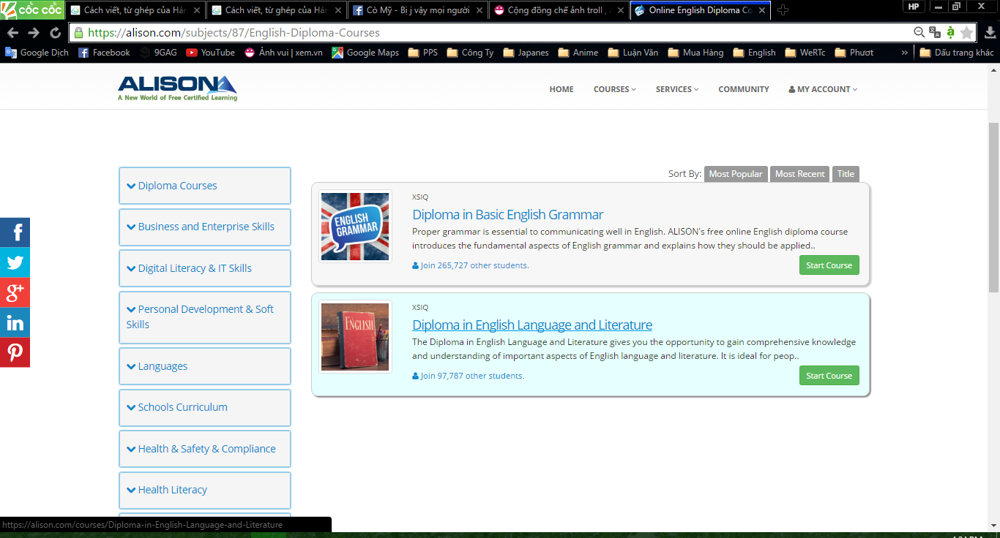 cốc cốc
Cách viết, từ ghép của Hán
Cách viết, từ ghép của Hán
Cò Mỹ - Bị j vậy mọi người
Cộng đồng chế ảnh troll ,
Online English Diploma Co
HP
https://alison.com/subjects/87/English-Diploma-Courses
Google Dịch
Facebook
9GAG
YouTube
Ảnh vui | xem.vn
Google Maps
PPS
Công Ty
Japanes
Anime
Luận Văn
Mua Hàng
English
WeRTc
Phượt
»
Dấu trang khác
ALISON
A New World of Free Certified Learning
HOME
COURSES
SERVICES
COMMUNITY
MY ACCOUNT
Sort By: Most Popular Most Recent Title
Diploma Courses
Business and Enterprise Skills
Digital Literacy & IT Skills
Personal Development & Soft
Skills
Languages
Schools Curriculum
Health & Safety & Compliance
Health Literacy
ENGLISH
GRAMMAR
XSIQ
Diploma in Basic English Grammar
Proper grammar is essential to communicating well in English. ALISON's free online English diploma course
introduces the fundamental aspects of English grammar and explains how they should be applied..
Join 265,727 other students.
Start Course
ENGLISH
XSIQ
Diploma in English Language and Literature
The Diploma in English Language and Literature gives you the opportunity to gain comprehensive knowledge
and understanding of important aspects of English language and literature. It is ideal for peop..
Join 97,787 other students.
Start Course
https://alison.com/courses/Diploma-in-English-Language-and-Literature